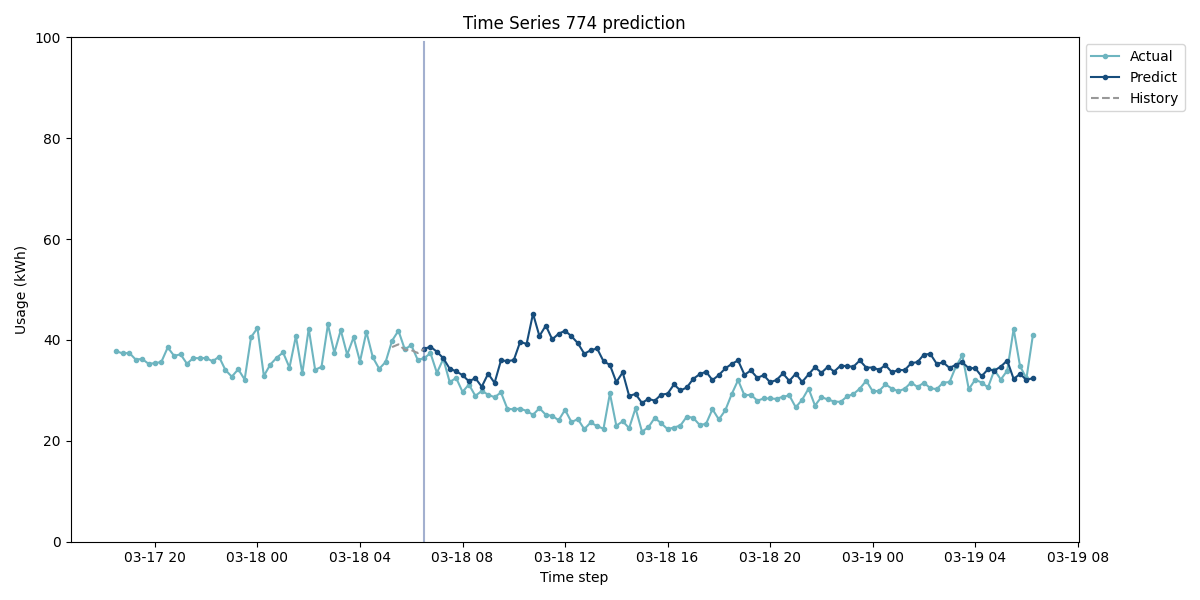 Time Series 774 prediction
Usage (kWh)
100
80
60
40
20
0
03-17 20
03-18 00
03-18 04
03-18 08
03-18 12
03-18 16
03-18 20
03-19 00
03-19 04
03-19 08
Time step
Actual
Predict
History